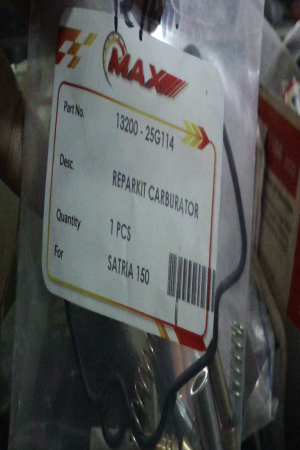 MAX
Part No. 13200 - 25G114
Desc. REPARKIT CARBURATOR
Quantity 1 PCS
For SATRIA 150